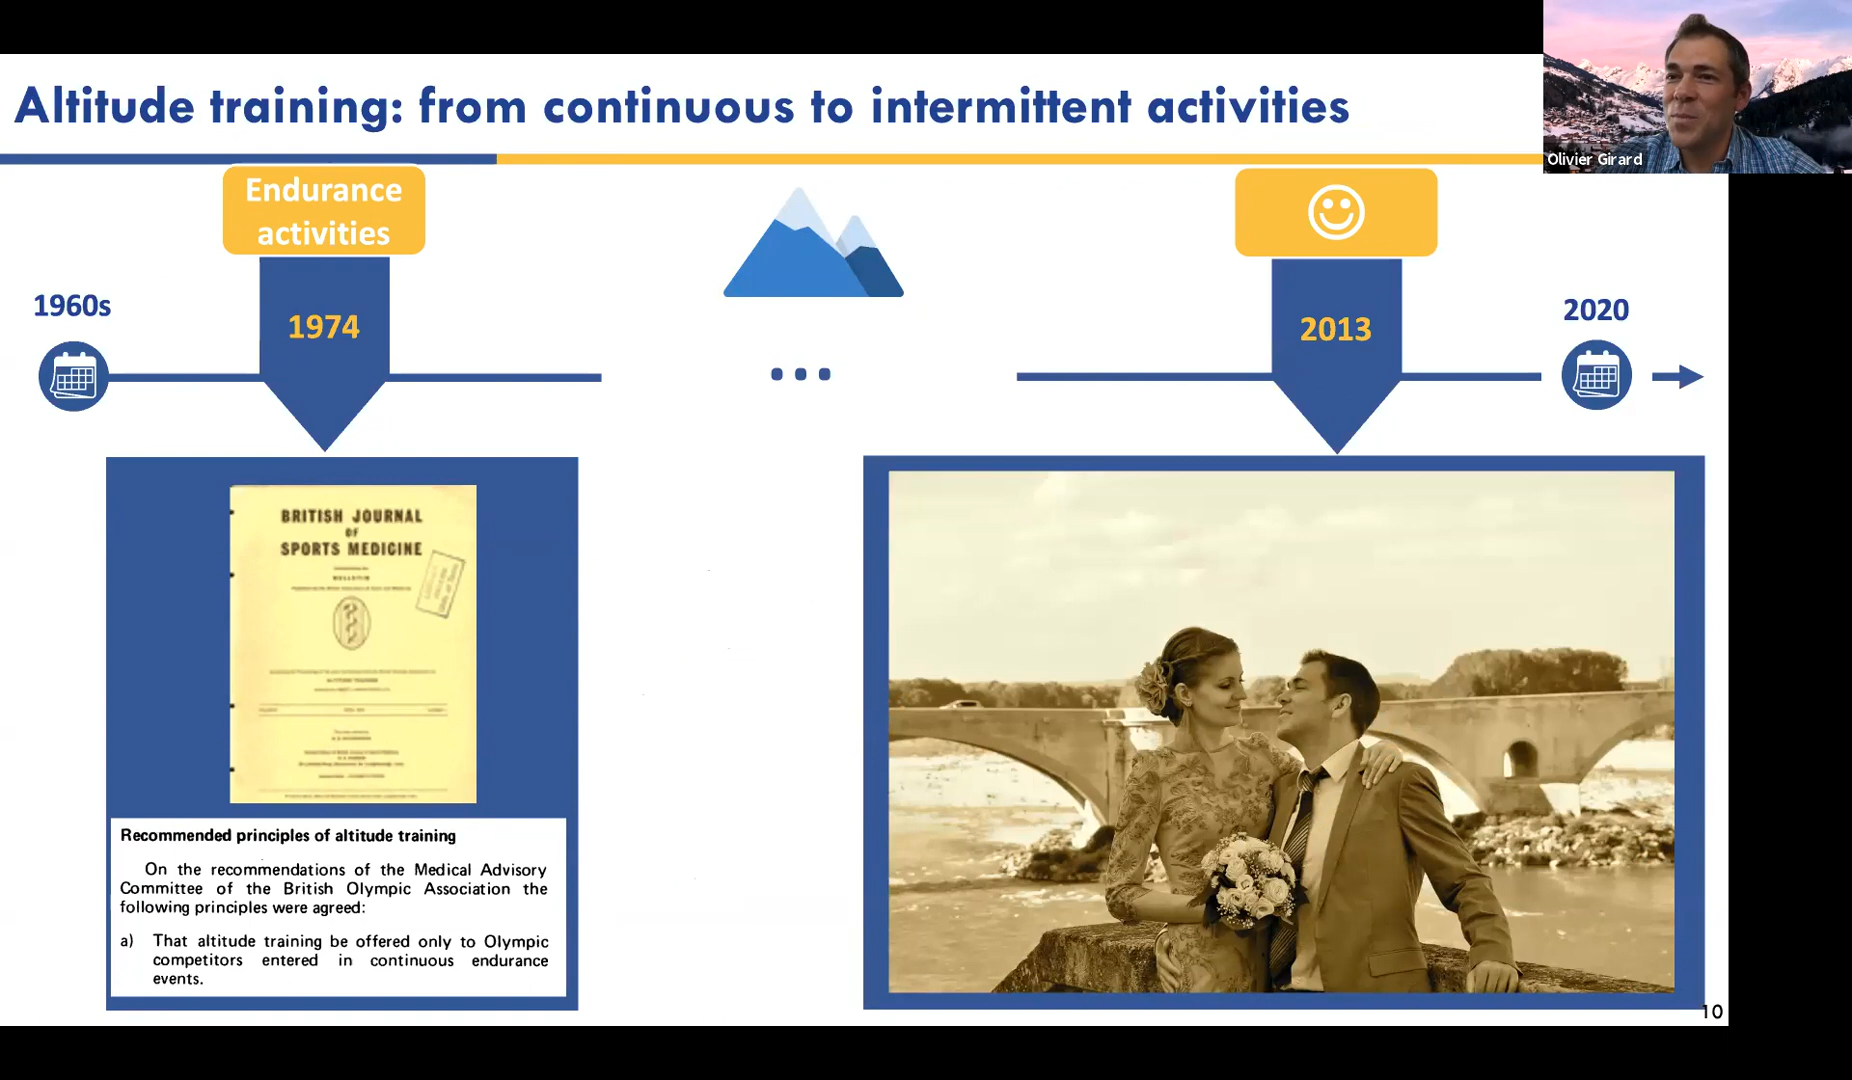 Altitude training: from continuous to intermittent activities
Olivier Girard
Endurance
activities
1960s
1974
2013
2020
BRITISH JOURNAL
OF
SPORTS MEDICINE
BULLETIN
Recommended principles of altitude training
On the recommendations of the Medical Advisory
Committee of the British Olympic Association the
following principles were agreed:
a) That altitude training be offered only to Olympic
competitors entered in continuous endurance
events.
10